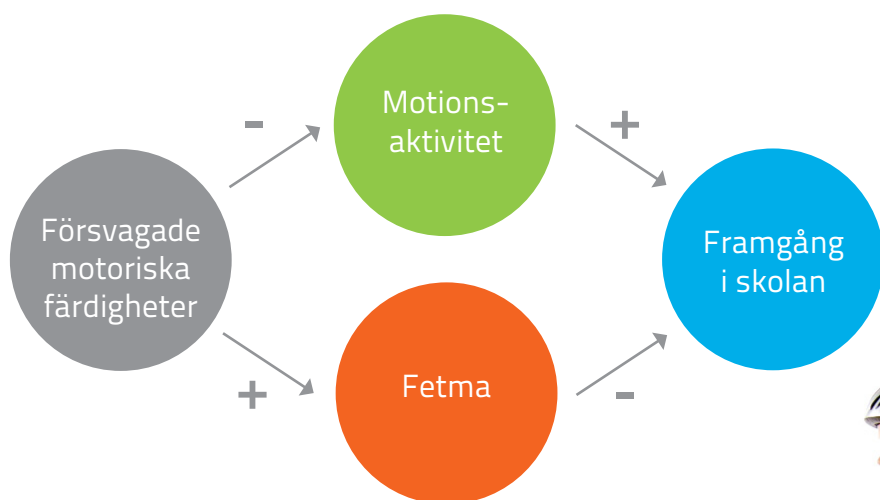 Motions-
aktivitet
-
+
Försvagade
motoriska
färdigheter
Framgång
i skolan
Fetma
+
-